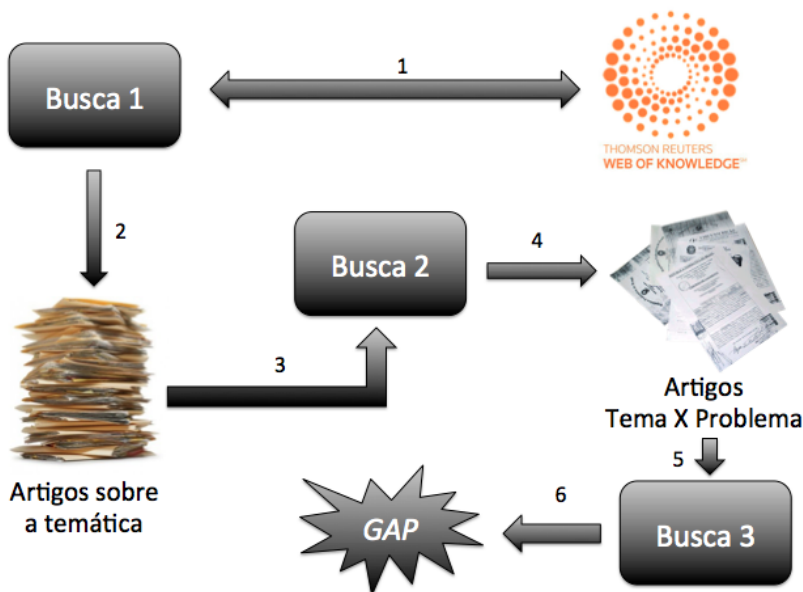 Busca 1
1
THOMSON REUTERS
WEB OF KNOWLEDGE℠
2
Busca 2
4
3
Artigos
Tema X Problema
5
Artigos sobre
a temática
GAP
6
Busca 3